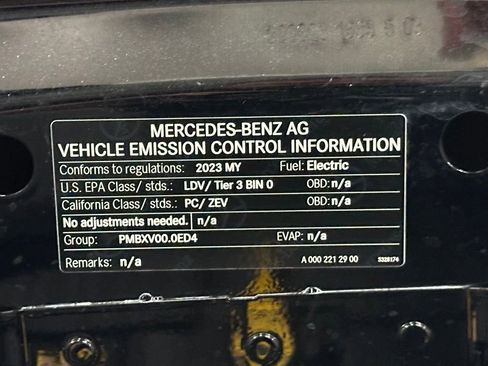 MERCEDES-BENZ AG
VEHICLE EMISSION CONTROL INFORMATION
Conforms to regulations: 2023 MY Fuel: Electric
U.S. EPA Class/ stds.: LDV/ Tier 3 BIN 0 OBD: n/a
California Class/ stds.: PC/ ZEV OBD: n/a
No adjustments needed. n/a
Group: PMBXV00.0ED4 EVAP: n/a
Remarks: n/a A 000 221 29 00 S328174